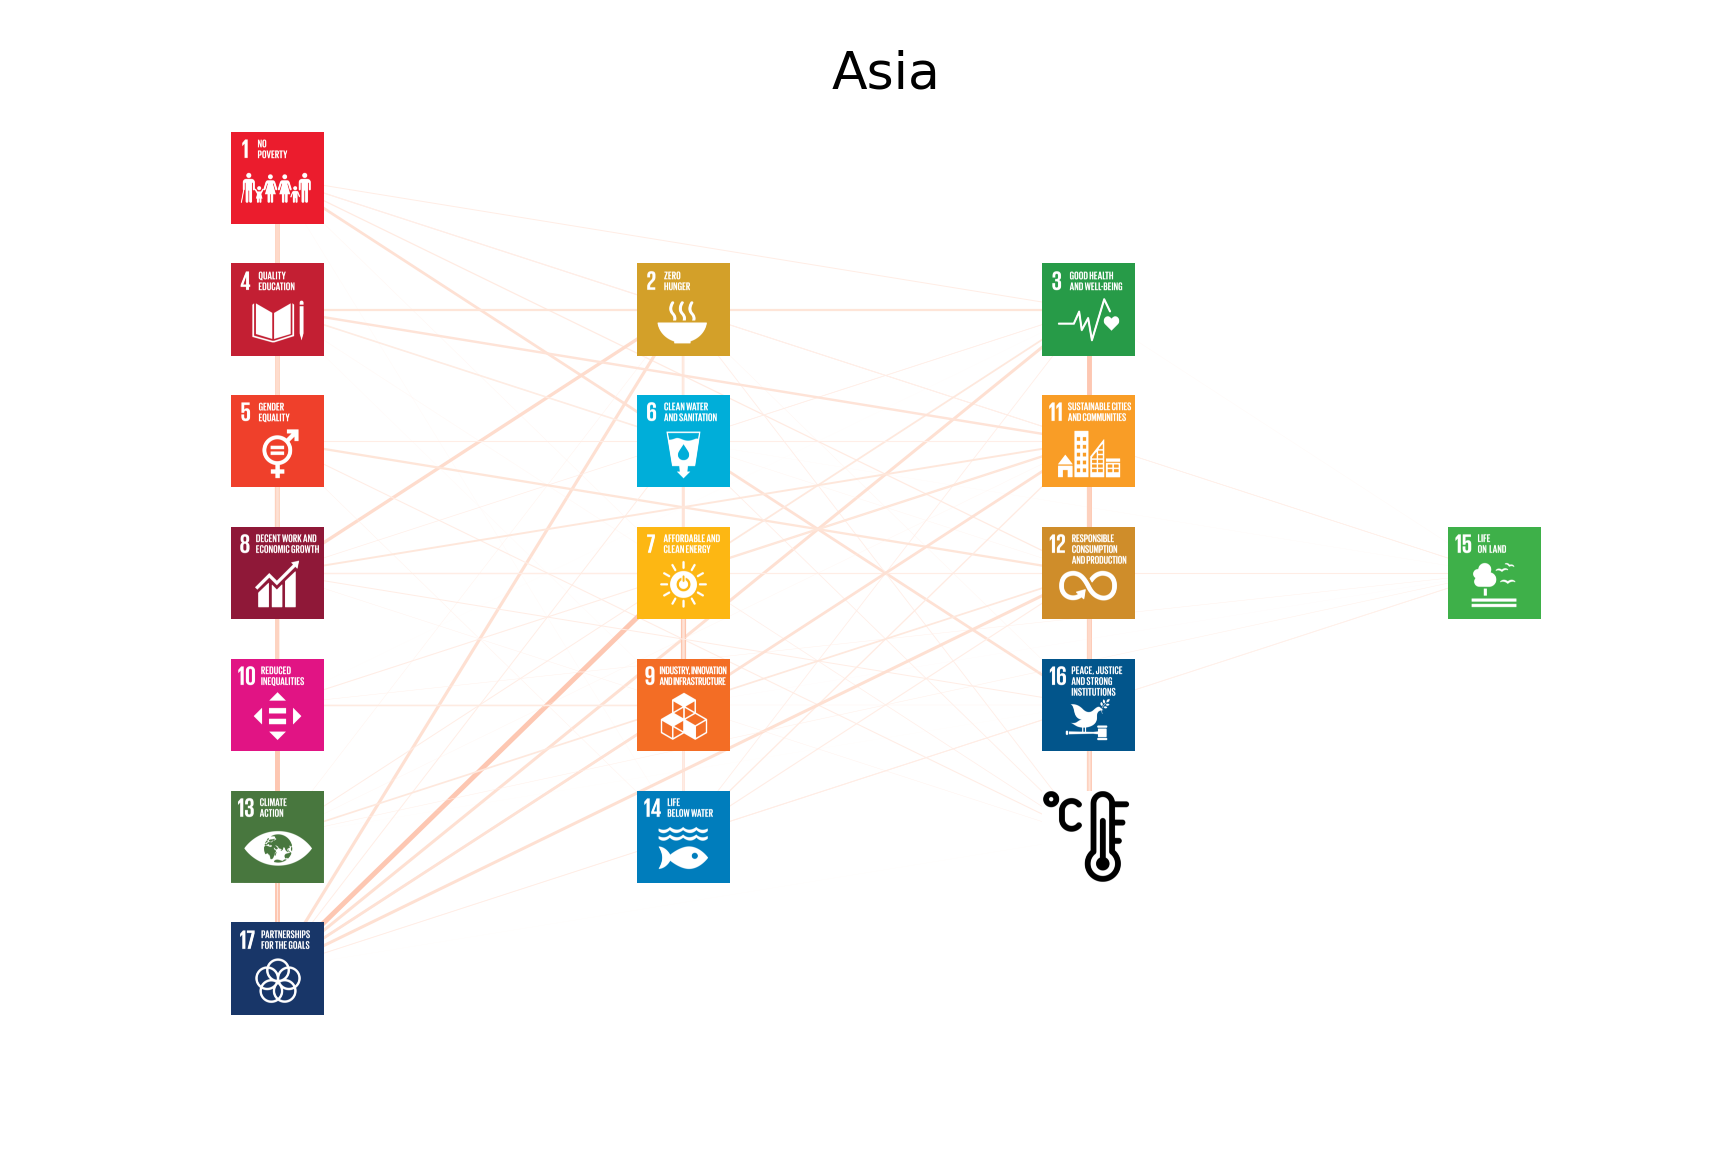 Asia
1 NO
POVERTY
4 QUALITY
EDUCATION
5 GENDER
EQUALITY
8 DECENT WORK AND
ECONOMIC GROWTH
10 REDUCED
INEQUALITIES
13 CLIMATE
ACTION
17 PARTNERSHIPS
FOR THE GOALS
2 ZERO
HUNGER
6 CLEAN WATER
AND SANITATION
7 AFFORDABLE AND
CLEAN ENERGY
9 INDUSTRY, INNOVATION
AND INFRASTRUCTURE
14 LIFE
BELOW WATER
3 GOOD HEALTH
AND WELL-BEING
11 SUSTAINABLE CITIES
AND COMMUNITIES
12 RESPONSIBLE
CONSUMPTION
AND PRODUCTION
16 PEACE, JUSTICE
AND STRONG
INSTITUTIONS
°C
15 LIFE
ON LAND